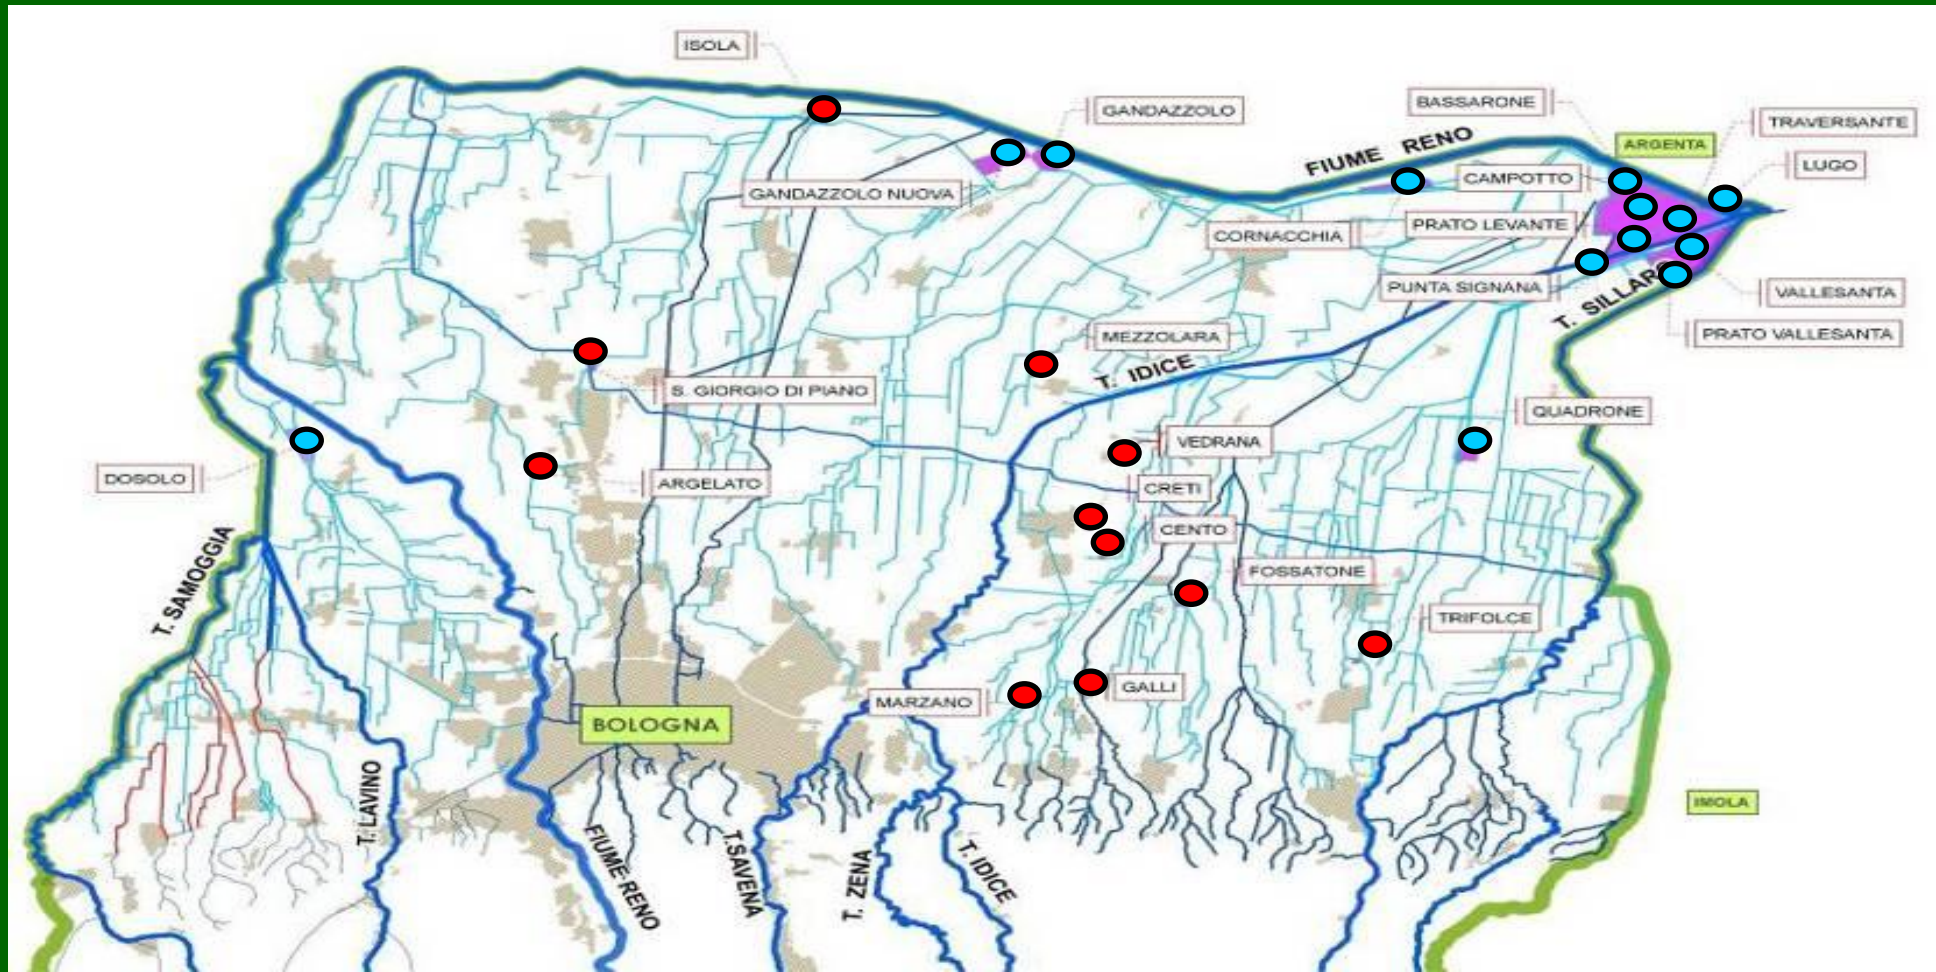 ISOLA
GANDAZZOLO
BASSARONE
TRAVERSANTE
ARGENTA
FIUME RENO
LUGO
CAMPOTTO
GANDAZZOLO NUOVA
PRATO LEVANTE
CORNACCHIA
PUNTA SIGNANA
T. SILLARO
VALLESANTA
PRATO VALLESANTA
MEZZOLARA
T. IDICE
S. GIORGIO DI PIANO
QUADRONE
VEDRANA
DOSOLO
ARGELATO
CRETI
CENTO
T. SAMOGGIA
FOSSATONE
TRIFOLCE
GALLI
MARZANO
BOLOGNA
T. LAVINO
IMOLA
FIUME RENO
T.SAVENA
T. ZENA
T. IDICE